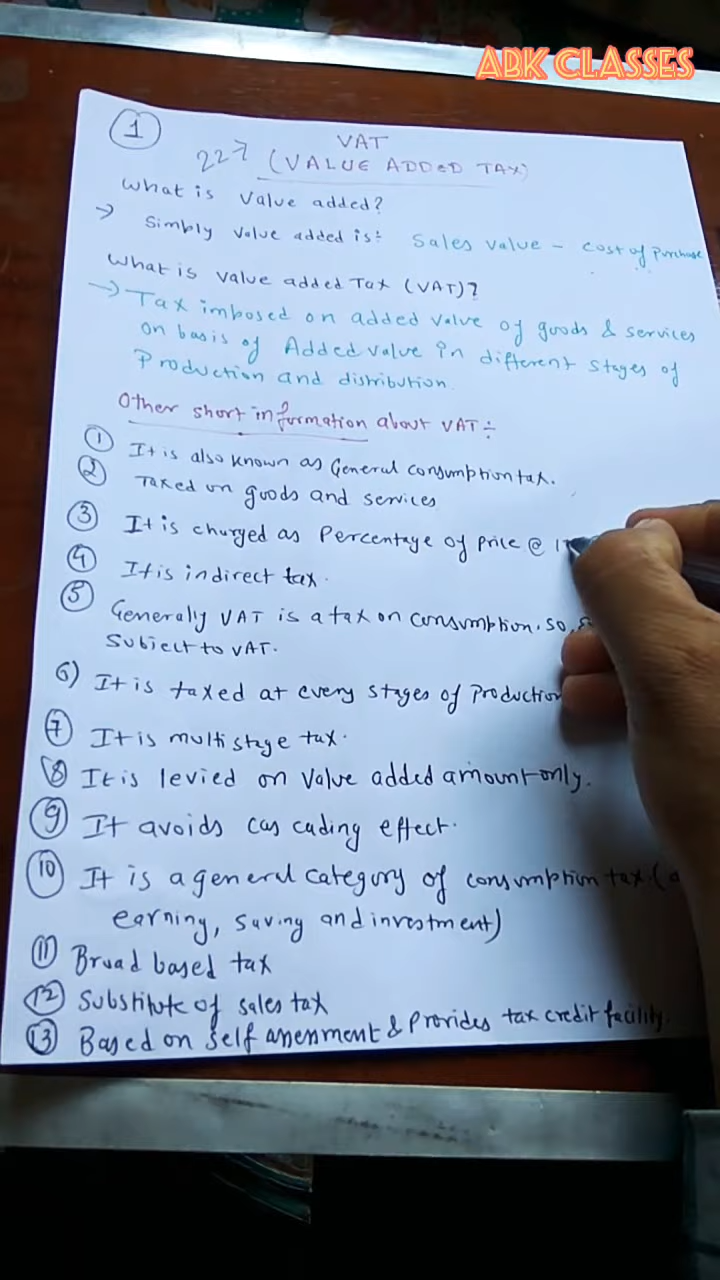 ABK CLASSES
1
VAT
227 (VALUE ADDED TAX)
What is Value added?
→ Simply value added is÷ Sales value - cost of purchase
What is value added Tax (VAT)?
→ Tax imposed on added value of goods & services
on basis of Added value in different stages of
Production and distribution.
Other short information about VAT÷
① It is also known as General consumption tax.
② Taxed on goods and services
③ It is charged as Percentage of price @
④ It is indirect tax.
⑤ Generally VAT is a tax on consumption. so,
Subject to VAT.
6) It is taxed at every stages of Production
⑦ It is multistage tax.
⑧ It is levied on value added amount only.
⑨ It avoids cascading effect.
⑩ It is a general category of consumption tax (
earning, saving and investment)
⑪ Broad based tax
⑫ Substitute of sales tax
⑬ Based on self assessment & Provides tax credit facility.